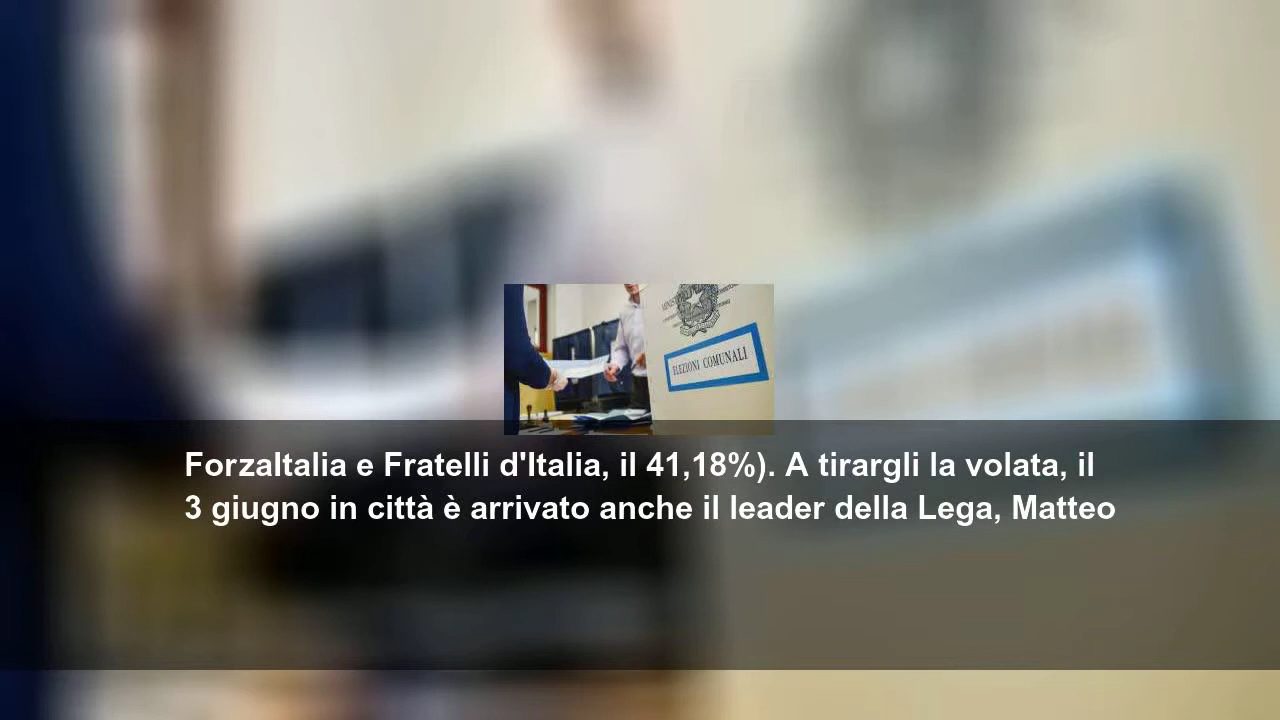 ELEZIONI COMUNALI
ForzaItalia e Fratelli d'Italia, il 41,18%). A tirargli la volata, il
3 giugno in città è arrivato anche il leader della Lega, Matteo